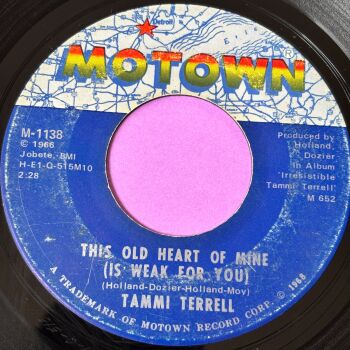 Detroit
MOTOWN®
M-1138
© 1966
Jobete, BMI
H-E1-Q-515M10
2:28
Produced by
Holland,
Dozier
In Album
'Irresistible
Tammi Terrell'
M 652
THIS OLD HEART OF MINE
(IS WEAK FOR YOU)
(Holland-Dozier-Holland-Moy)
TAMMI TERRELL
A TRADEMARK OF MOTOWN RECORD CORP. © 1968